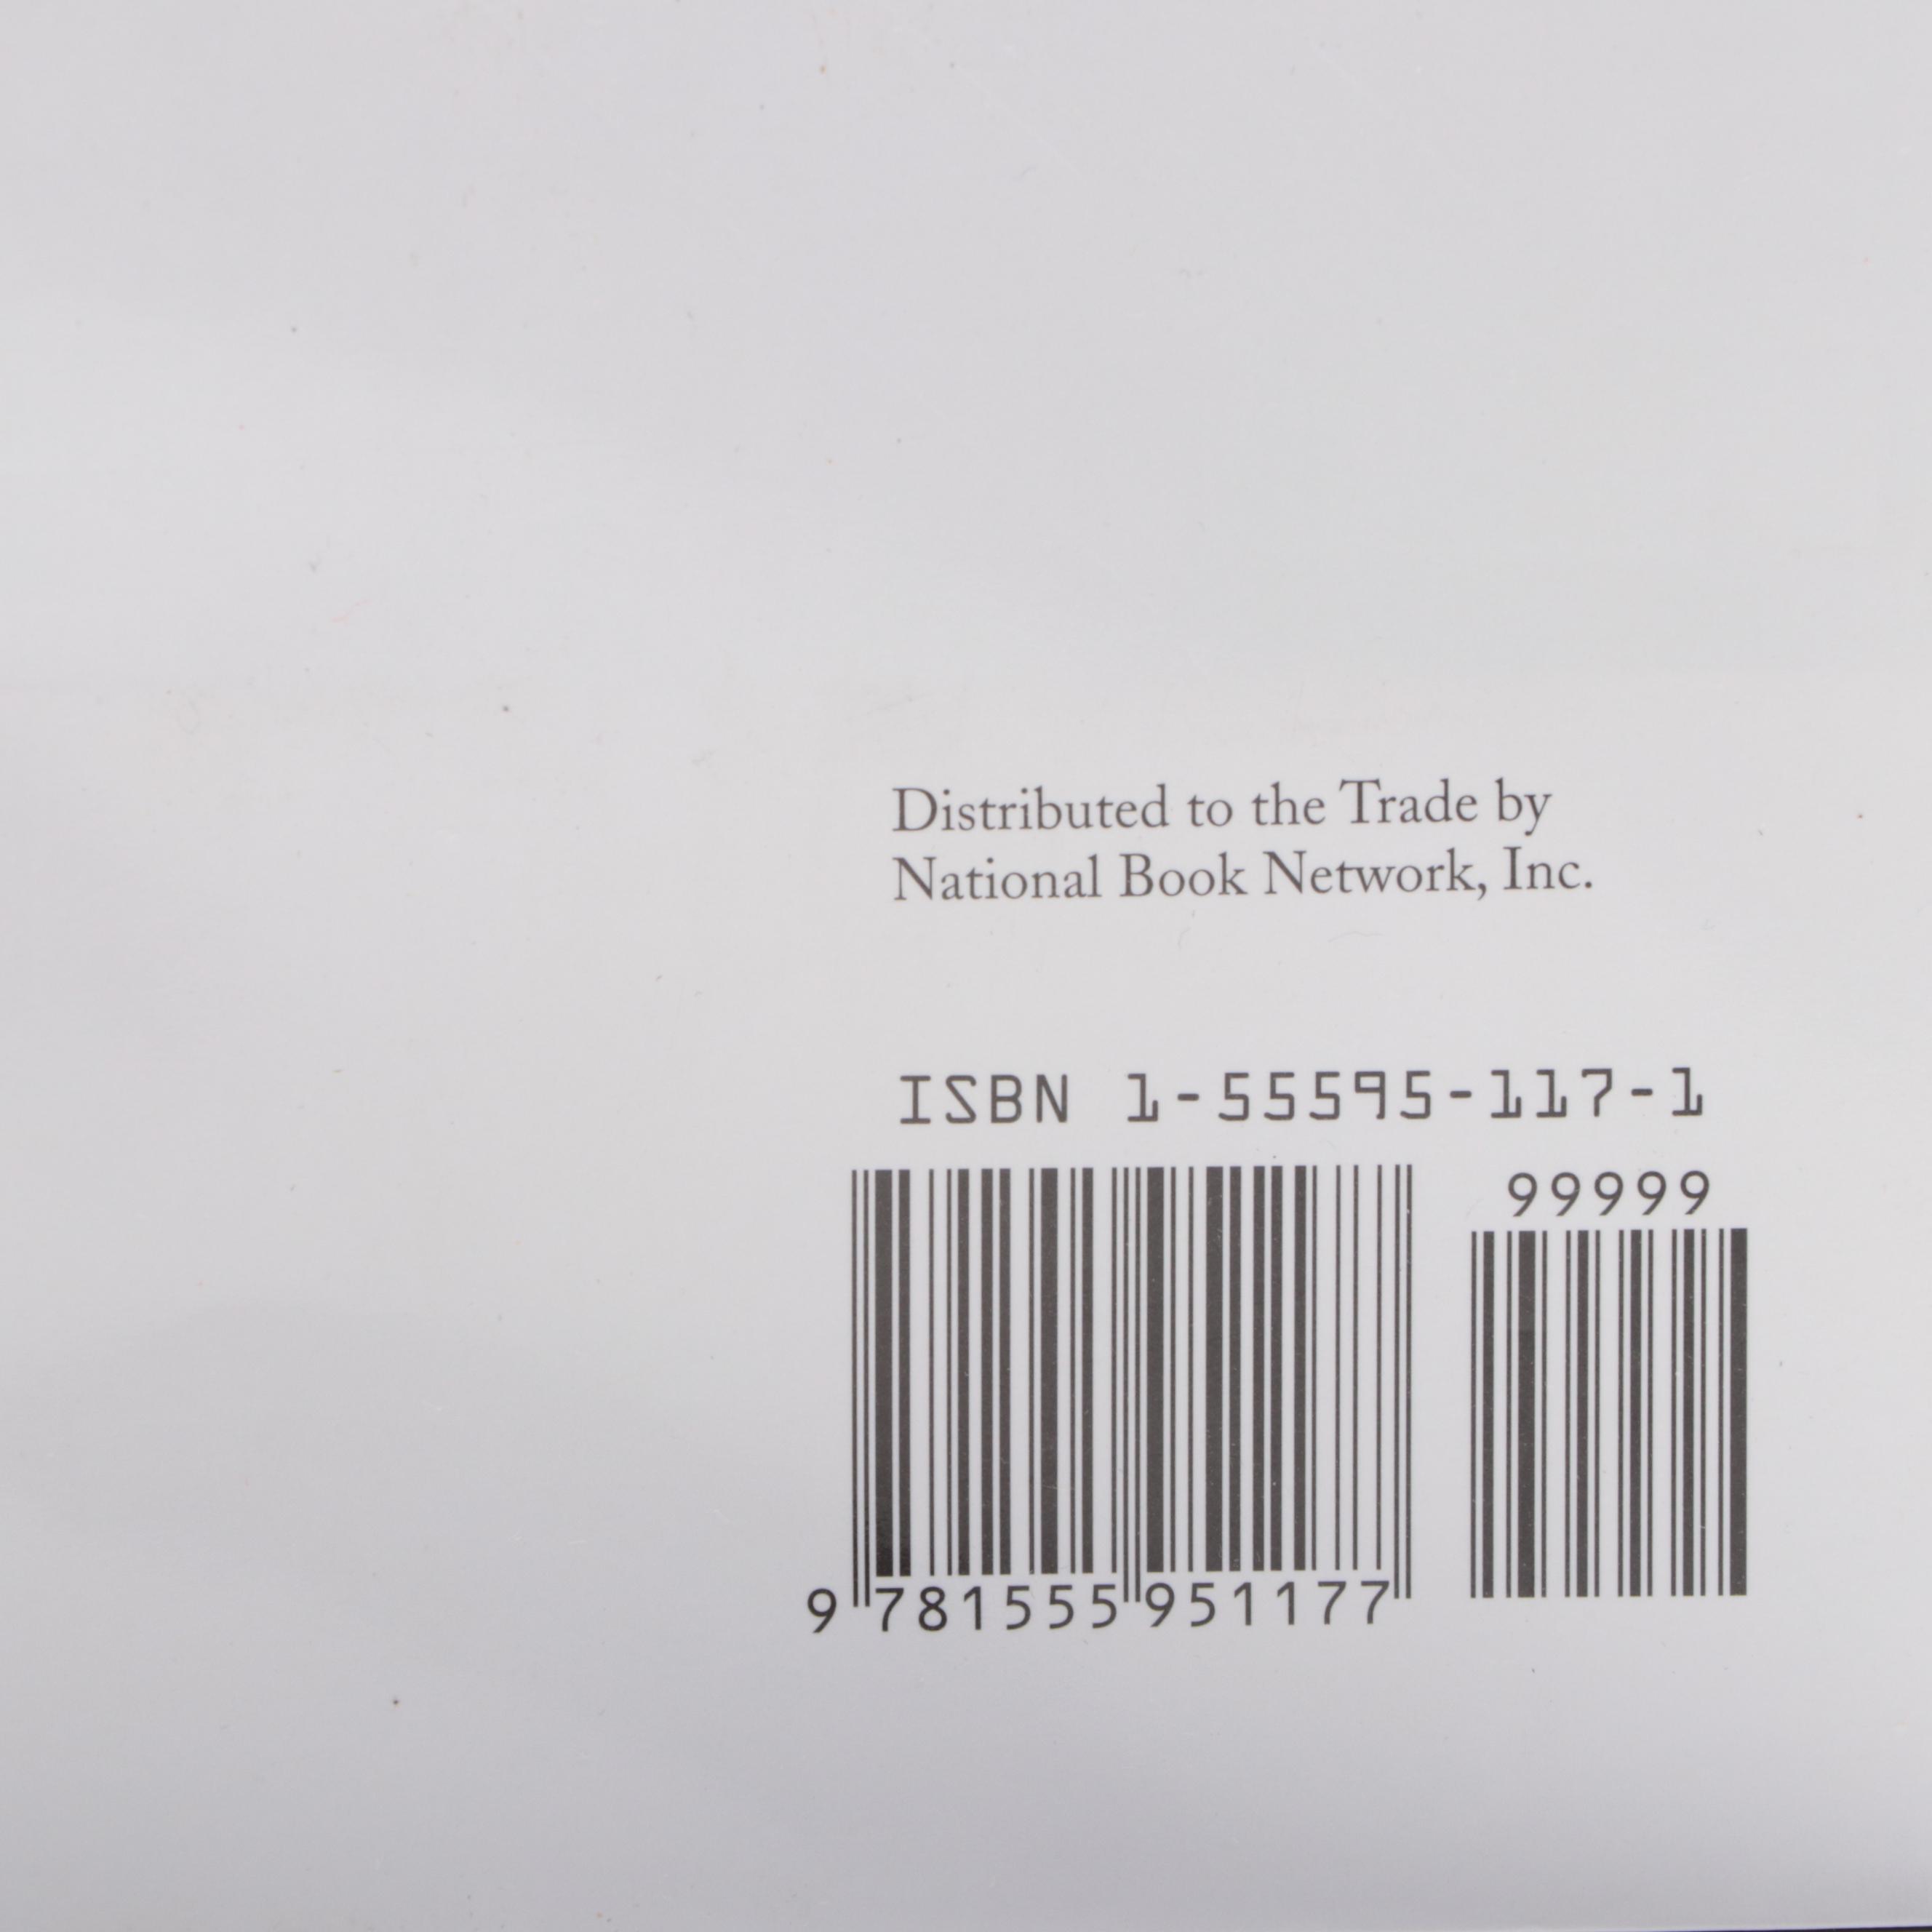 Distributed to the Trade by
National Book Network, Inc.
ISBN 1-55595-117-1
99999
9 781555 951177